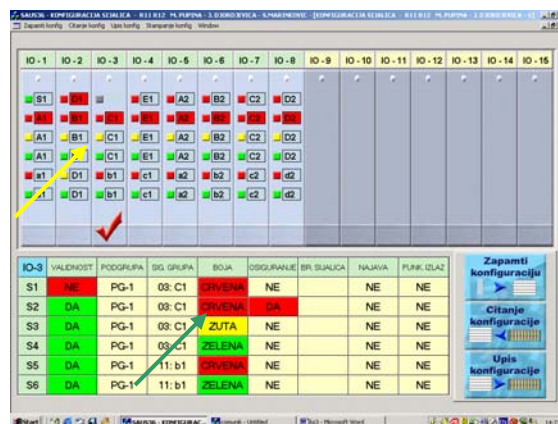 SAUS36 - KONFIGURACIJA SIJALICA - R11 R12 M. PUPINA - J. DJORDJEVICA - S.MARINKOVIC
Zapamti konfig Citanje konfig Upis konfig Stampanje konfig Window
IO - 1 IO - 2 IO - 3 IO - 4 IO - 5 IO - 6 IO - 7 IO - 8 IO - 9 IO - 10 IO - 11 IO - 12 IO - 13 IO - 14 IO - 15
S1 D1 E1 A2 B2 C2 D2
A1 B1 C1 E1 A2 B2 C2 D2
A1 B1 C1 E1 A2 B2 C2 D2
A1 C1 E1 A2 B2 C2 D2
a1 D1 b1 c1 a2 b2 c2 d2
D1 b1 c1 a2 b2 c2 d2
IO-3 VALIDNOST PODGRUPA SIG. GRUPA BOJA OSIGURANJE BR. SIJALICA NAJAVA FUNK. IZLAZ
S1 NE PG-1 03: C1 CRVENA NE NE NE
S2 DA PG-1 03: C1 CRVENA DA NE NE
S3 DA PG-1 03: C1 ZUTA NE NE NE
S4 DA PG-1 03: C1 ZELENA NE NE NE
S5 DA PG-1 11: b1 CRVENA NE NE NE
S6 DA PG-1 11: b1 ZELENA NE NE NE
Zapamti
konfiguraciju
Citanje
konfiguracije
Upis
konfiguracije
Start